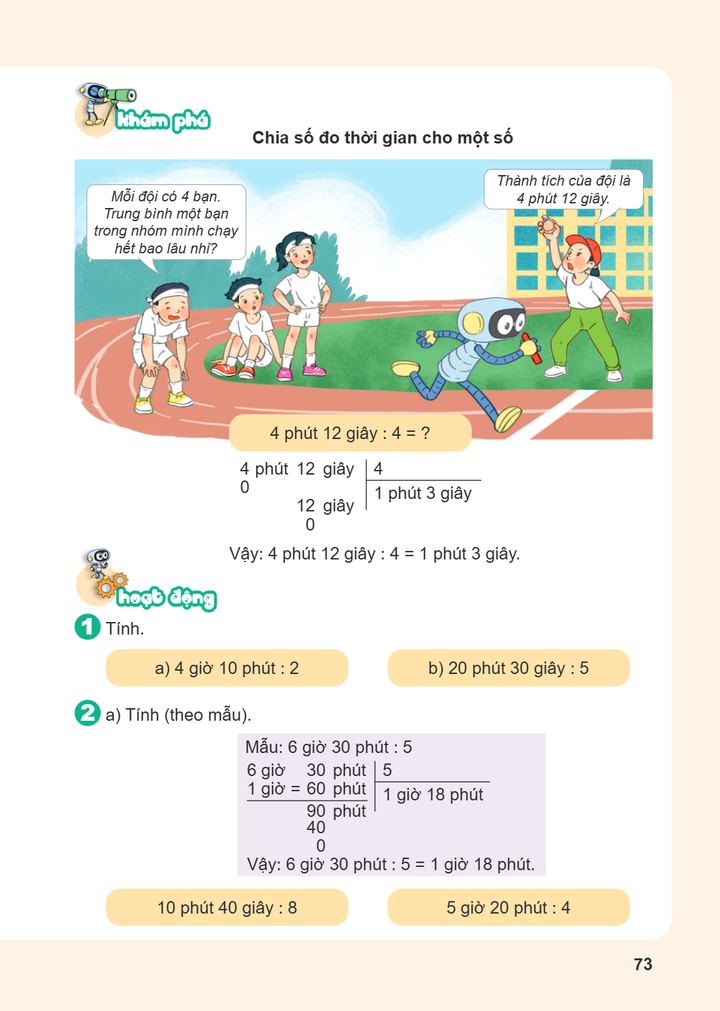 khám phá
Chia số đo thời gian cho một số
Mỗi đội có 4 bạn.
Trung bình một bạn
trong nhóm mình chạy
hết bao lâu nhỉ?
Thành tích của đội là
4 phút 12 giây.
4 phút 12 giây : 4 = ?
4 phút 12 giây 4
0 1 phút 3 giây
12 giây
0
Vậy: 4 phút 12 giây : 4 = 1 phút 3 giây.
hoạt động
1 Tính.
a) 4 giờ 10 phút : 2
b) 20 phút 30 giây : 5
2 a) Tính (theo mẫu).
Mẫu: 6 giờ 30 phút : 5
6 giờ 30 phút 5
1 giờ = 60 phút 1 giờ 18 phút
90 phút
40
0
Vậy: 6 giờ 30 phút : 5 = 1 giờ 18 phút.
10 phút 40 giây : 8
5 giờ 20 phút : 4
73